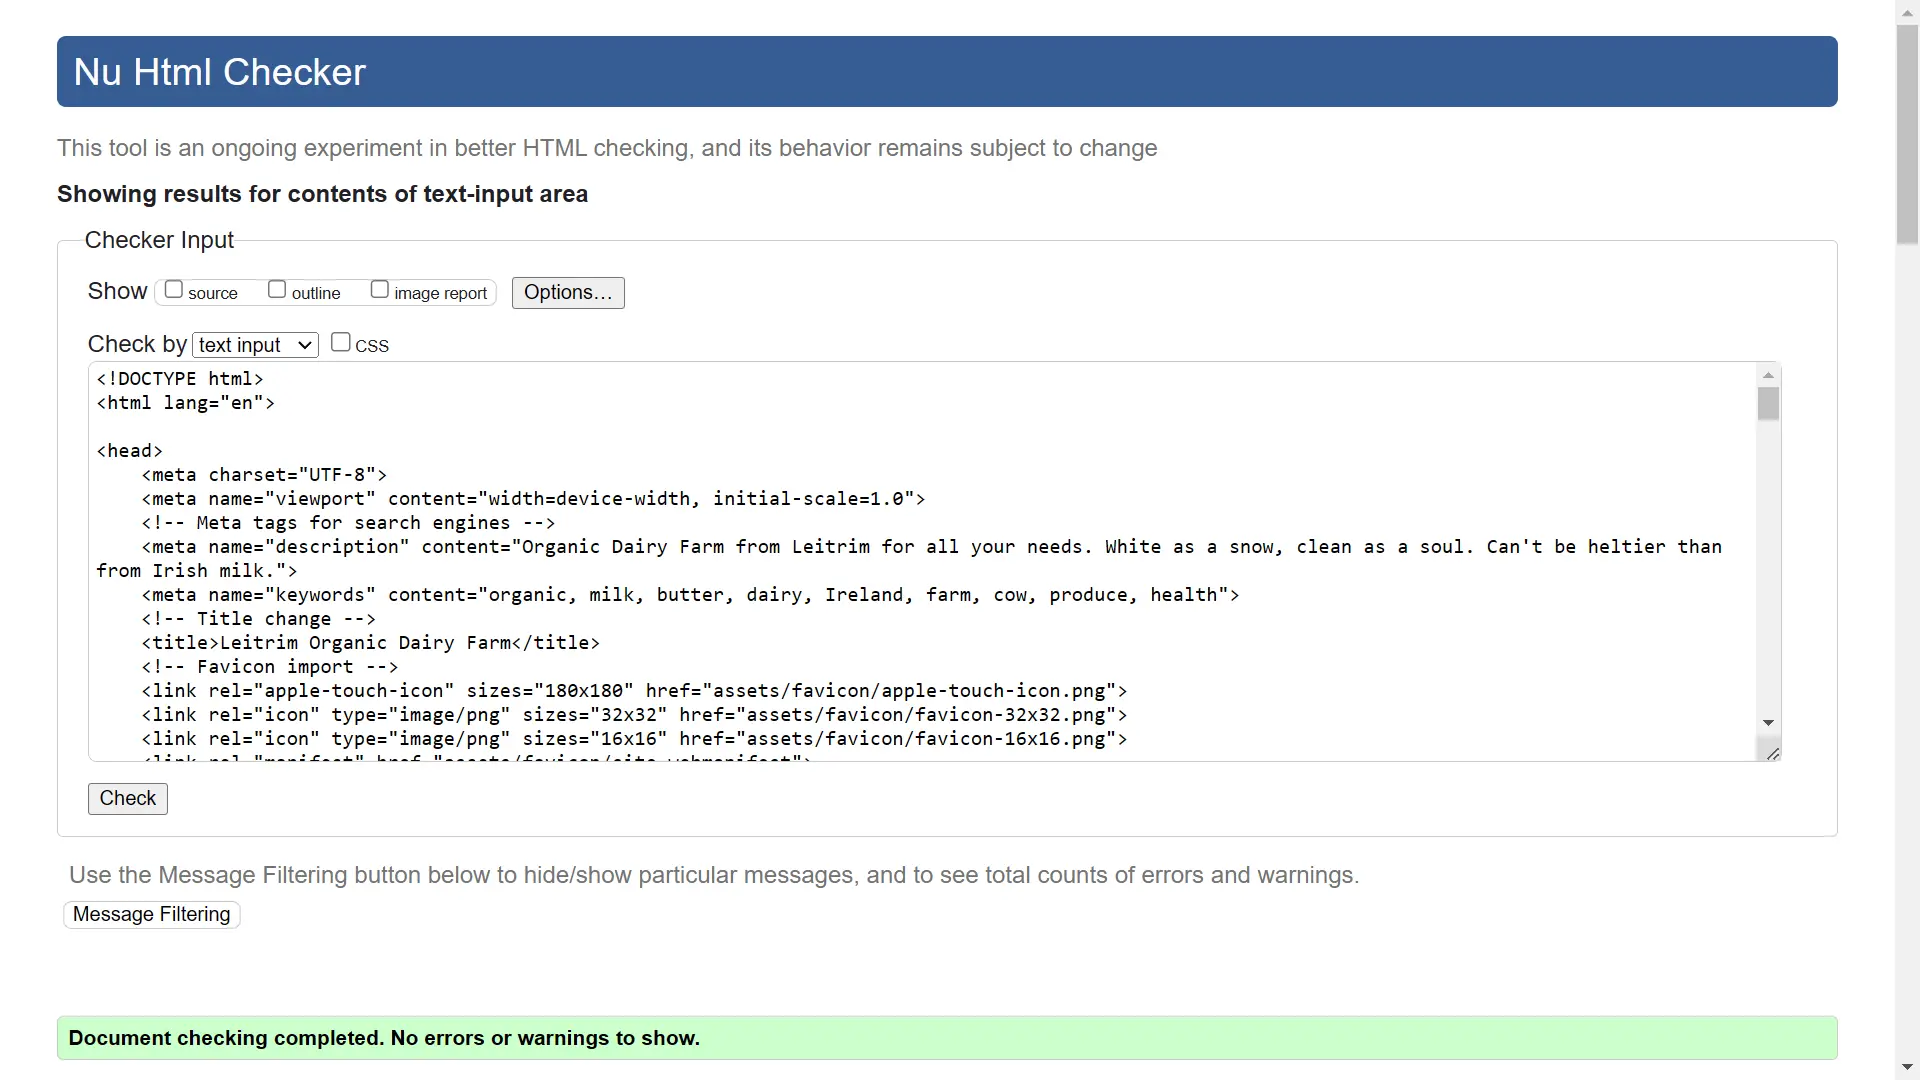 Nu Html Checker
This tool is an ongoing experiment in better HTML checking, and its behavior remains subject to change
Showing results for contents of text-input area
Checker Input
Show source outline image report Options...
Check by text input CSS
<!DOCTYPE html>
<html lang="en">
<head>
<meta charset="UTF-8">
<meta name="viewport" content="width=device-width, initial-scale=1.0">
<!-- Meta tags for search engines -->
<meta name="description" content="Organic Dairy Farm from Leitrim for all your needs. White as a snow, clean as a soul. Can't be heltier than
from Irish milk.">
<meta name="keywords" content="organic, milk, butter, dairy, Ireland, farm, cow, produce, health">
<!-- Title change -->
<title>Leitrim Organic Dairy Farm</title>
<!-- Favicon import -->
<link rel="apple-touch-icon" sizes="180x180" href="assets/favicon/apple-touch-icon.png">
<link rel="icon" type="image/png" sizes="32x32" href="assets/favicon/favicon-32x32.png">
<link rel="icon" type="image/png" sizes="16x16" href="assets/favicon/favicon-16x16.png">
<link rel="manifest" href="assets/favicon/site.webmanifest">
Check
Use the Message Filtering button below to hide/show particular messages, and to see total counts of errors and warnings.
Message Filtering
Document checking completed. No errors or warnings to show.